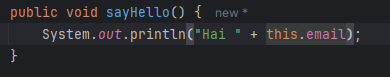 public void sayHello() { new *
    System.out.println("Hai " + this.email);
}